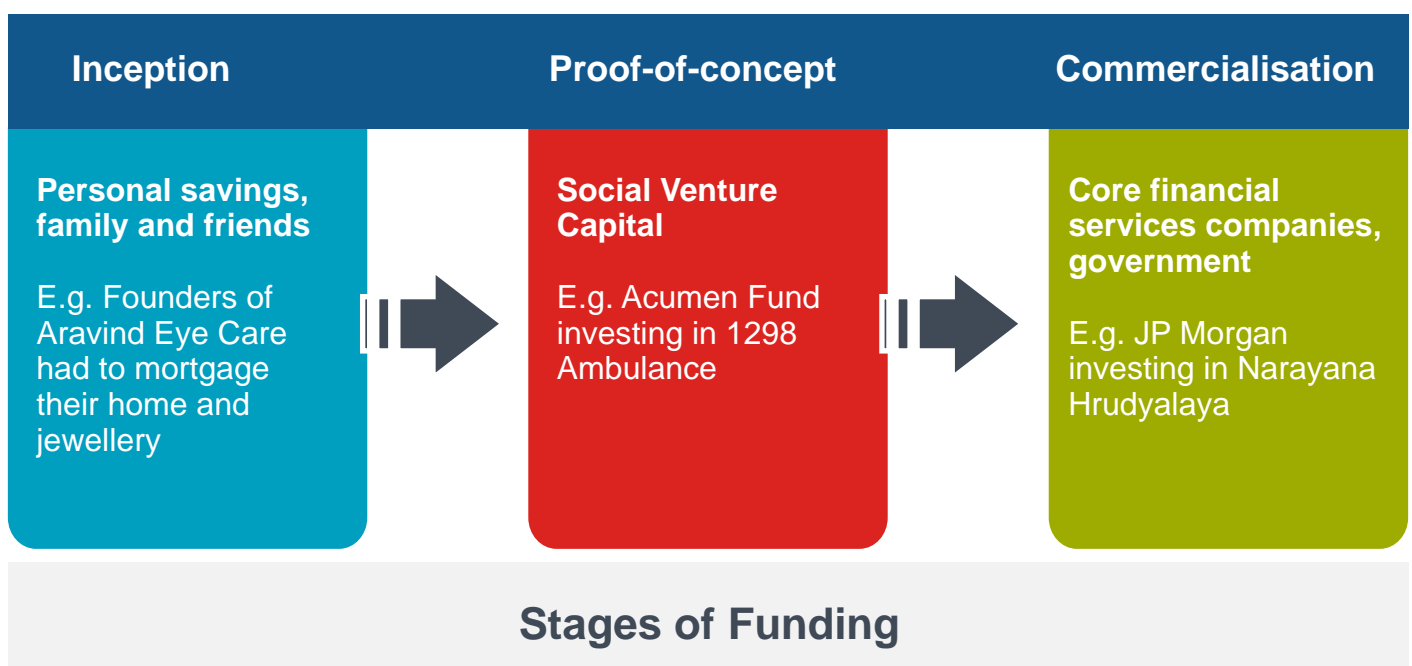 Inception
Proof-of-concept
Commercialisation
Personal savings,
family and friends
E.g. Founders of
Aravind Eye Care
had to mortgage
their home and
jewellery
Social Venture
Capital
E.g. Acumen Fund
investing in 1298
Ambulance
Core financial
services companies,
government
E.g. JP Morgan
investing in Narayana
Hrudyalaya
Stages of Funding